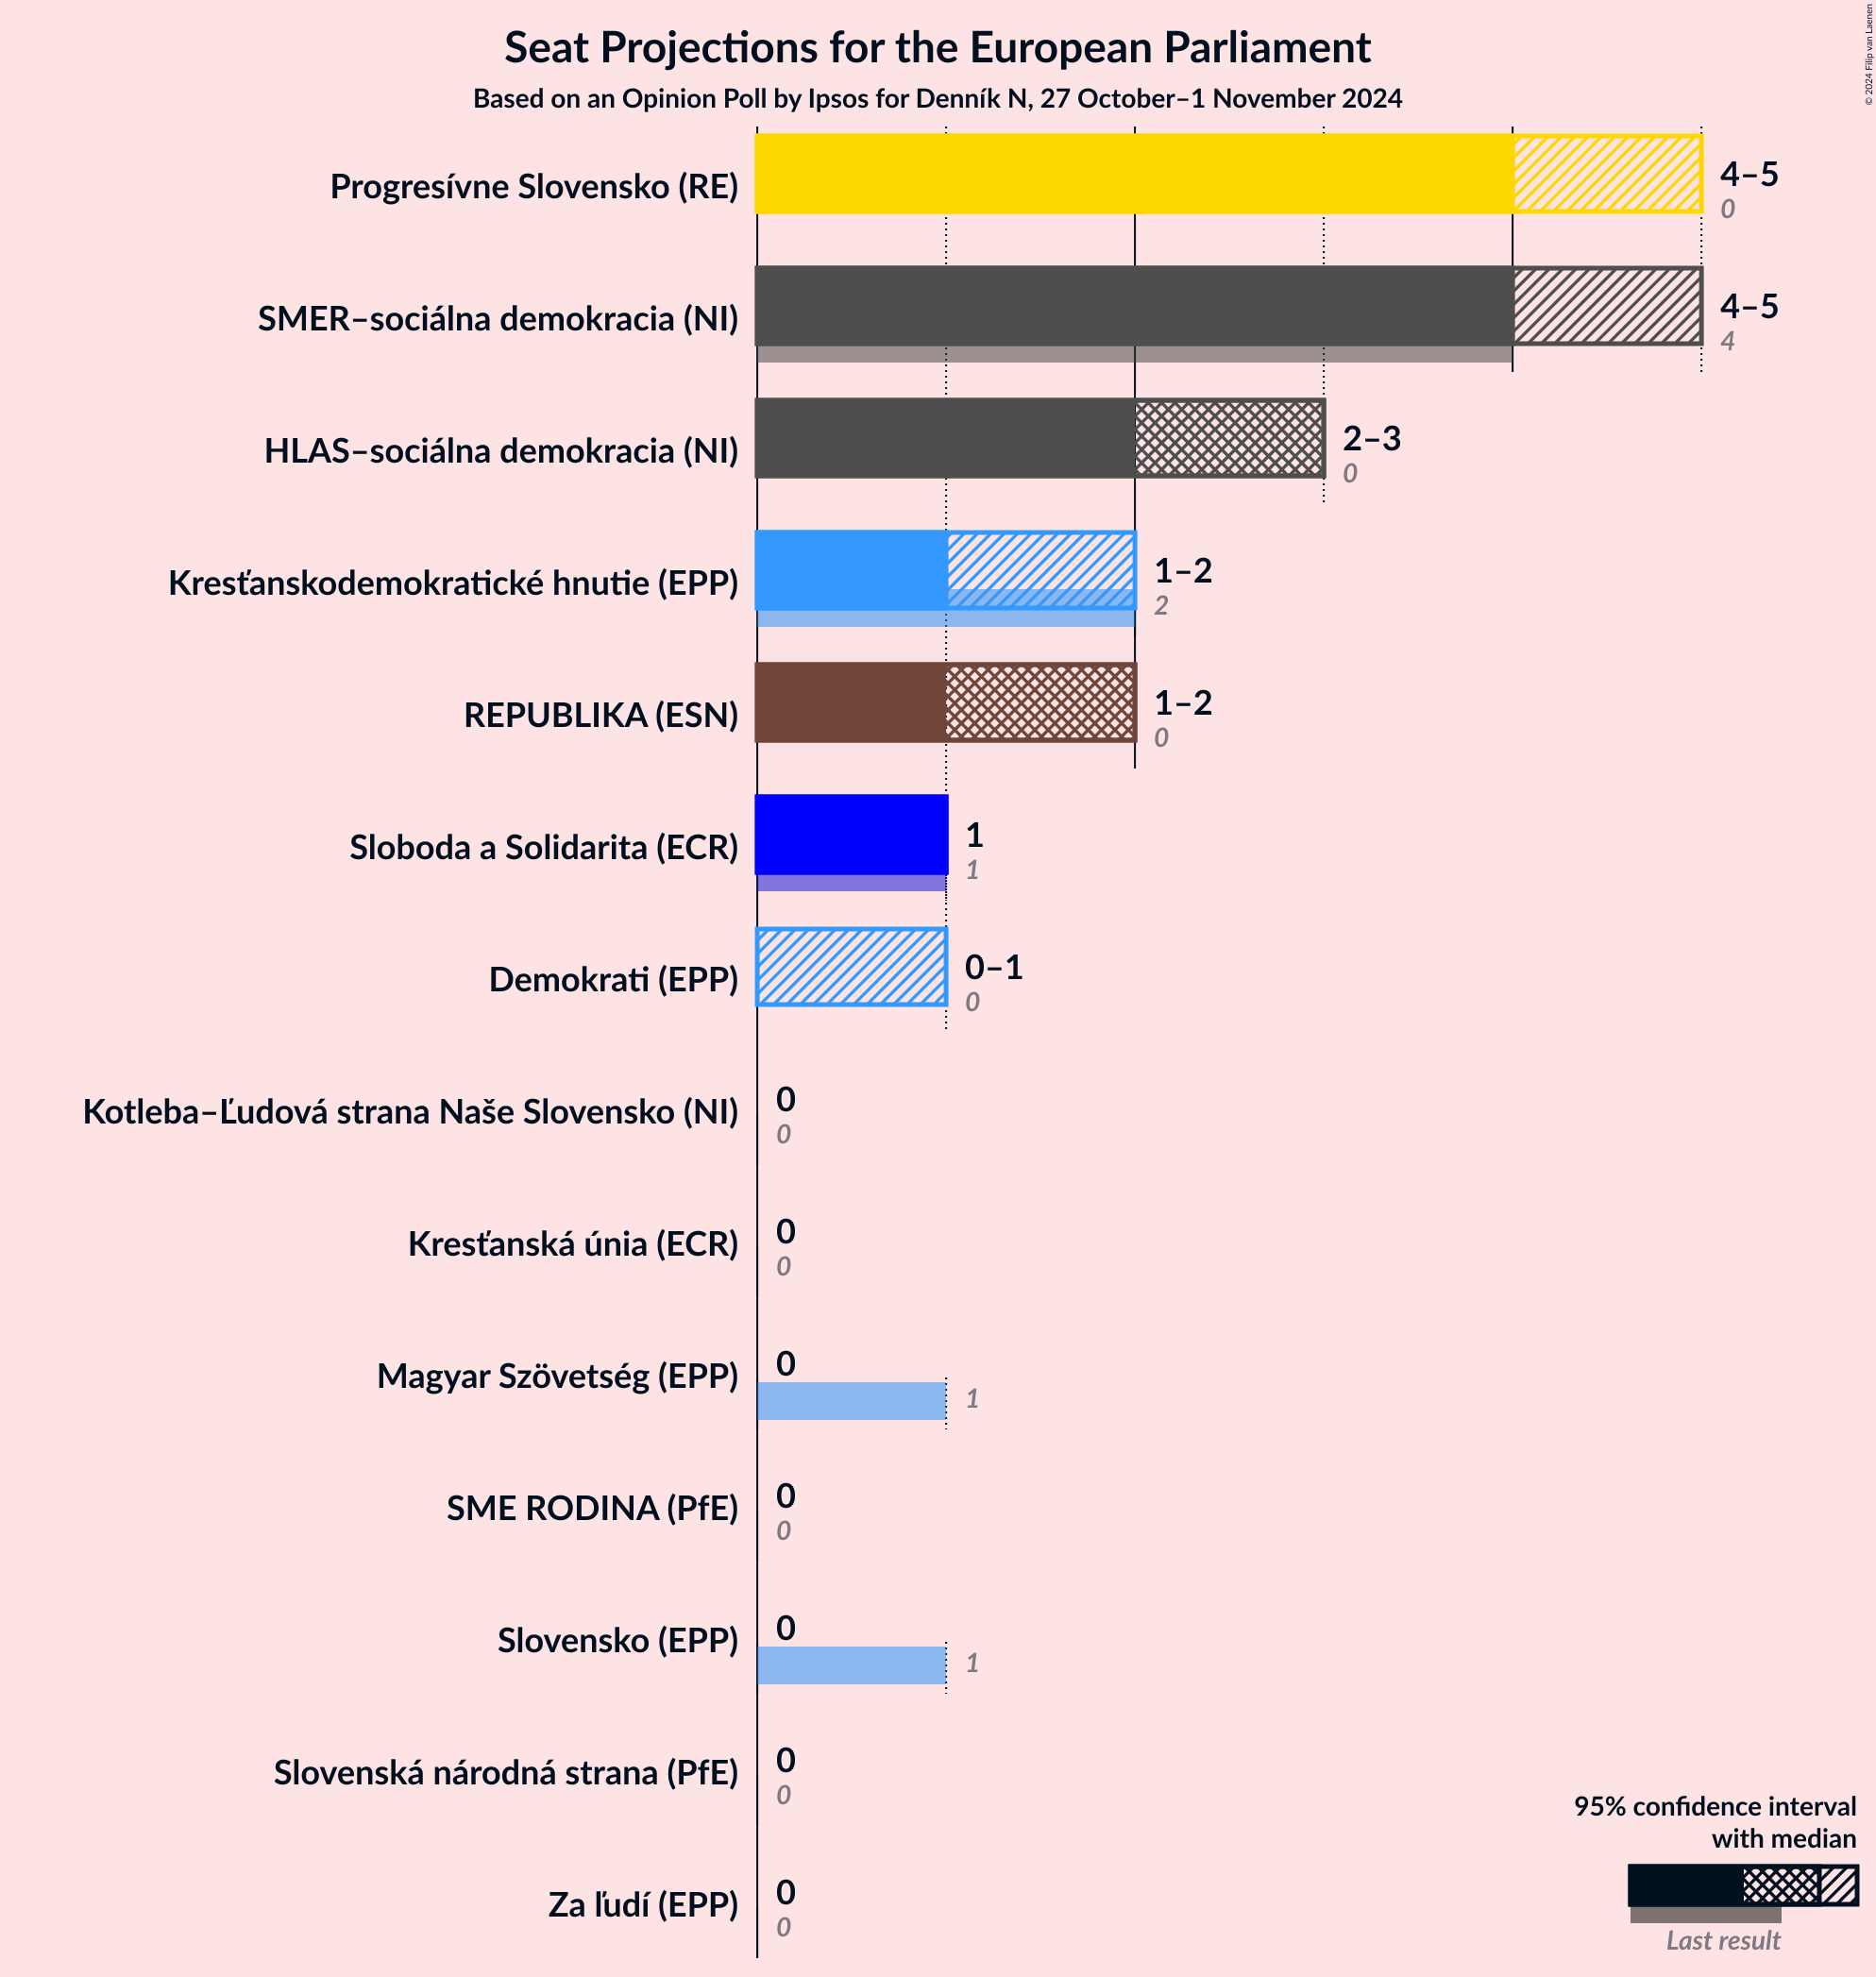 Seat Projections for the European Parliament
Based on an Opinion Poll by Ipsos for Denník N, 27 October–1 November 2024
© 2024 Filip van Laenen
Progresívne Slovensko (RE)
4–5
0
SMER–sociálna demokracia (NI)
4–5
4
HLAS–sociálna demokracia (NI)
2–3
0
Kresťanskodemokratické hnutie (EPP)
1–2
2
REPUBLIKA (ESN)
1–2
0
Sloboda a Solidarita (ECR)
1
1
Demokrati (EPP)
0–1
0
Kotleba–Ľudová strana Naše Slovensko (NI)
0
0
Kresťanská únia (ECR)
0
0
Magyar Szövetség (EPP)
0
1
SME RODINA (PfE)
0
0
Slovensko (EPP)
0
1
Slovenská národná strana (PfE)
0
0
Za ľudí (EPP)
0
0
95% confidence interval
with median
Last result